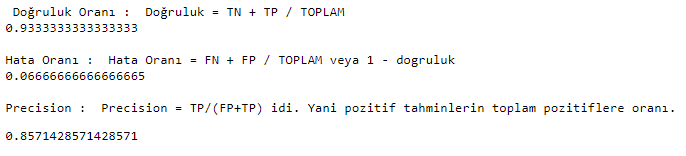 Doğruluk Oranı :  Doğruluk = TN + TP / TOPLAM
0.9333333333333333
Hata Oranı :  Hata Oranı = FN + FP / TOPLAM veya 1 - dogruluk
0.06666666666666665
Precision :  Precision = TP/(FP+TP) idi. Yani pozitif tahminlerin toplam pozitiflere oranı.
0.8571428571428571